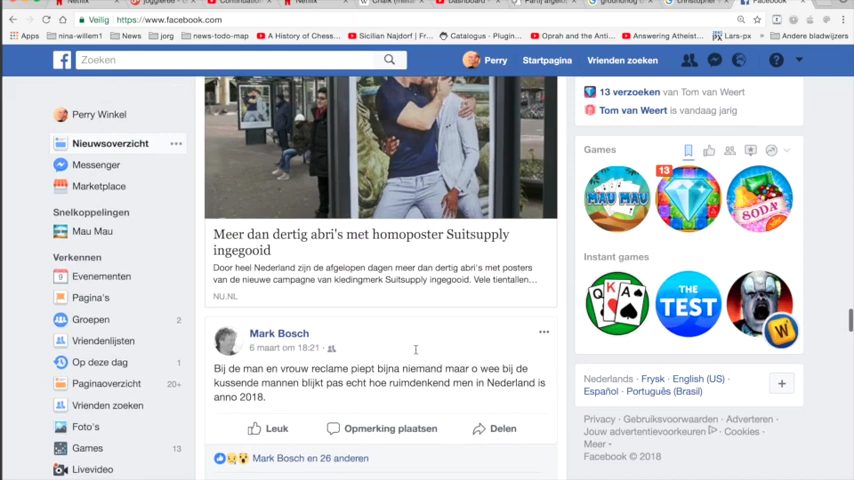 Netflix
Netflix
Facebook
Veilig
https://www.facebook.com
Apps
nina-willem1
News
jorg
news-todo-map
A History of Chess
Sicilian Najdorf |
Catalogus - Plugin
Oprah and the Anti
Lars-px
Andere bladwijzers
Zoeken
Perry
Startpagina
Vrienden zoeken
Perry Winkel
Nieuwsoverzicht
Messenger
Marketplace
Snelkoppelingen
Mau Mau
Verkennen
9 Evenementen
Pagina's
Groepen 2
Vriendenlijsten
Op deze dag 1
Paginaoverzicht 20+
Vrienden zoeken
Foto's
Games 13
Livevideo
Meer dan dertig abri's met homoposter Suitsupply
ingegooid
Door heel Nederland zijn de afgelopen dagen meer dan dertig abri's met posters
van de nieuwe campagne van kledingmerk Suitsupply ingegooid. Vele tientallen...
NU.NL
Mark Bosch
6 maart om 18:21
Bij de man en vrouw reclame piept bijna niemand maar o wee bij de
kussende mannen blijkt pas echt hoe ruimdenkend men in Nederland is
anno 2018.
Leuk
Opmerking plaatsen
Delen
Mark Bosch en 26 anderen
13 verzoeken van Tom van Weert
Tom van Weert is vandaag jarig
Games
MAU MAU
13
SODA
Instant games
Q K A
THE
TEST
W
Nederlands · Frysk · English (US) ·
Español · Português (Brasil)
Privacy · Gebruiksvoorwaarden · Adverteren ·
Jouw advertentievoorkeuren · Cookies ·
Meer
Facebook © 2018